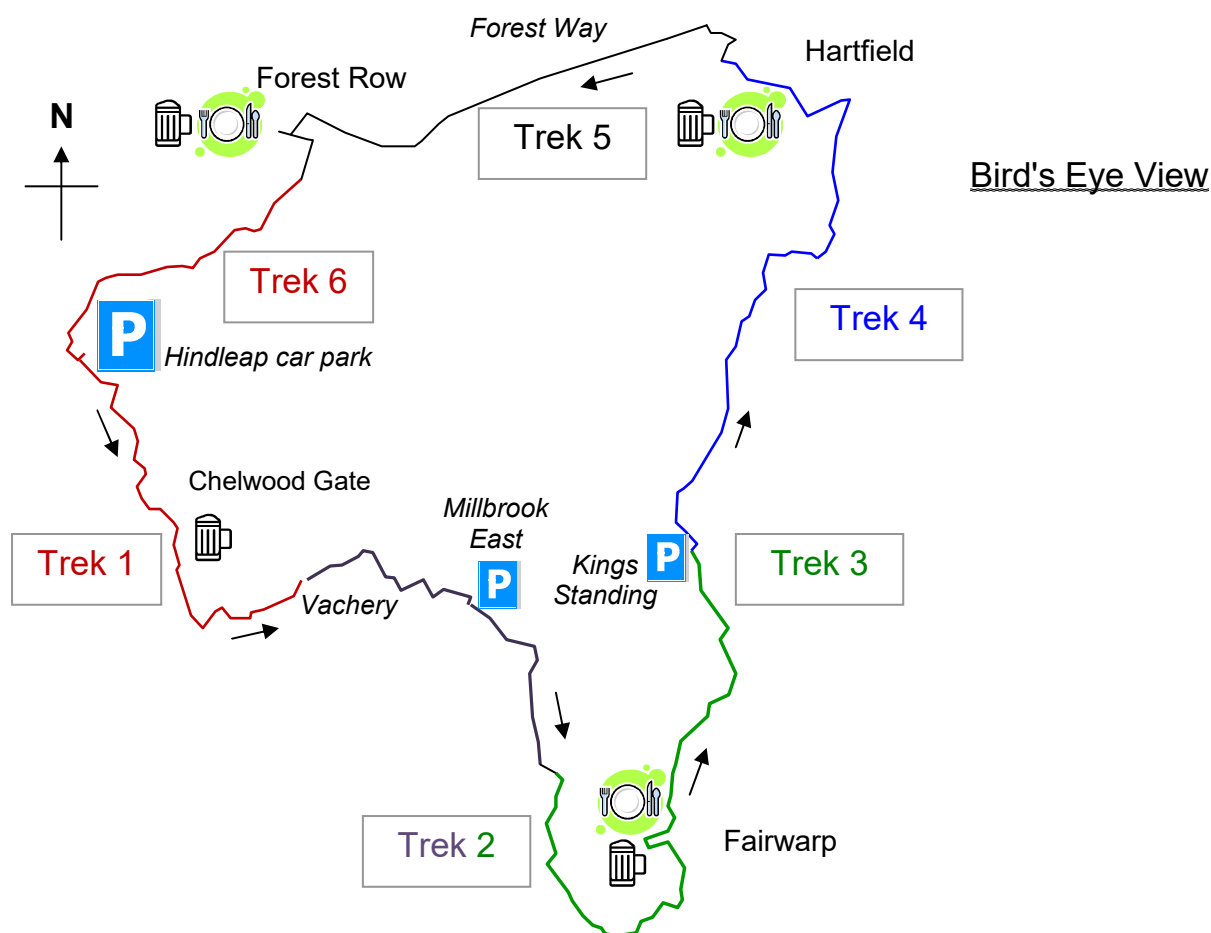 Forest Way
Hartfield
Forest Row
N
Trek 5
Bird's Eye View
Trek 6
Trek 4
P
Hindleap car park
Chelwood Gate
Millbrook
East
Trek 1
P
Kings
Standing
P
Trek 3
Vachery
Trek 2
Fairwarp